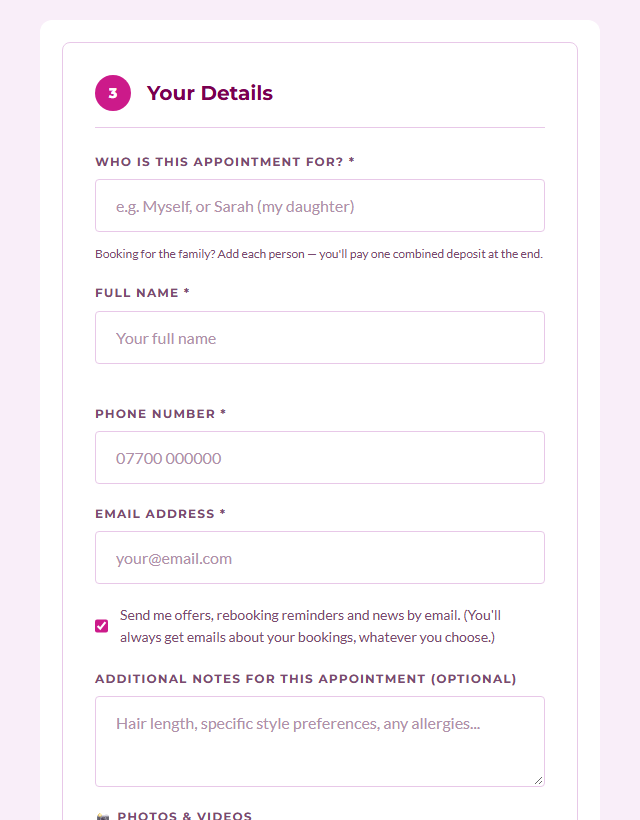 3 Your Details
WHO IS THIS APPOINTMENT FOR? *
e.g. Myself, or Sarah (my daughter)
Booking for the family? Add each person — you'll pay one combined deposit at the end.
FULL NAME *
Your full name
PHONE NUMBER *
07700 000000
EMAIL ADDRESS *
your@email.com
Send me offers, rebooking reminders and news by email. (You'll
always get emails about your bookings, whatever you choose.)
ADDITIONAL NOTES FOR THIS APPOINTMENT (OPTIONAL)
Hair length, specific style preferences, any allergies...
PHOTOS & VIDEOS